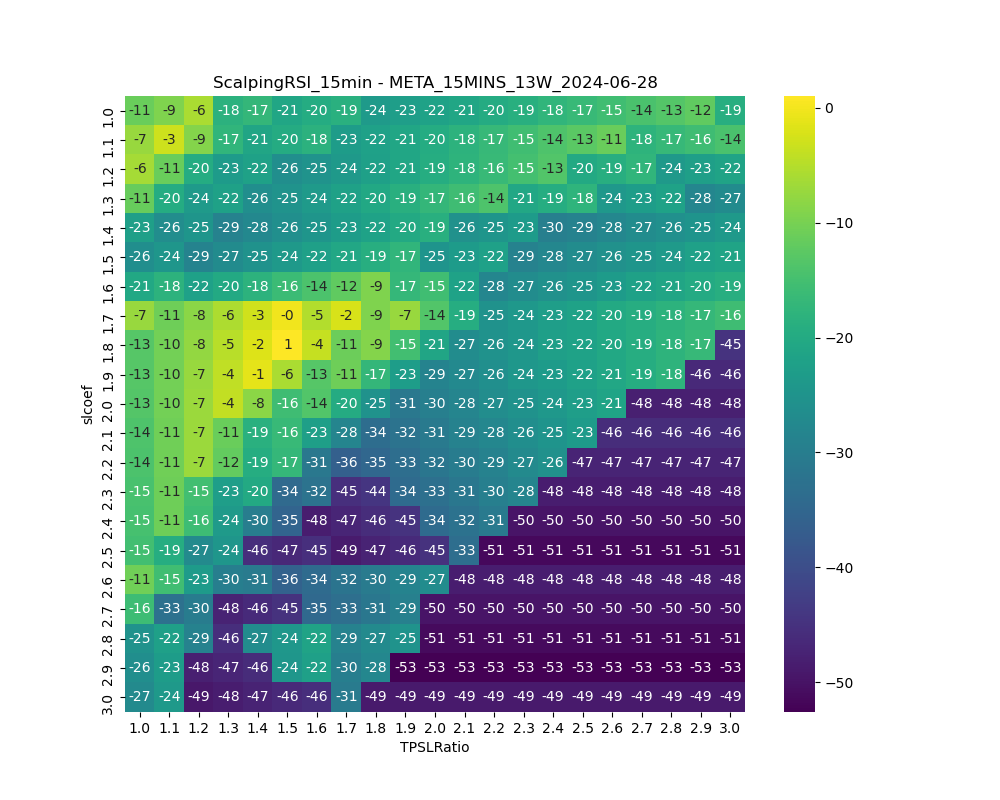 ScalpingRSI_15min - META_15MINS_13W_2024-06-28
1.0 -11 -9 -6 -18 -17 -21 -20 -19 -24 -23 -22 -21 -20 -19 -18 -17 -15 -14 -13 -12 -19
1.1 -7 -3 -9 -17 -21 -20 -18 -23 -22 -21 -20 -18 -17 -15 -14 -13 -11 -18 -17 -16 -14
1.2 -6 -11 -20 -23 -22 -26 -25 -24 -22 -21 -19 -18 -16 -15 -13 -20 -19 -17 -24 -23 -22
1.3 -11 -20 -24 -22 -26 -25 -24 -22 -20 -19 -17 -16 -14 -21 -19 -18 -24 -23 -22 -28 -27
1.4 -23 -26 -25 -29 -28 -26 -25 -23 -22 -20 -19 -26 -25 -23 -30 -29 -28 -27 -26 -25 -24
1.5 -26 -24 -29 -27 -25 -24 -22 -21 -19 -17 -25 -23 -22 -29 -28 -27 -26 -25 -24 -22 -21
1.6 -21 -18 -22 -20 -18 -16 -14 -12 -9 -17 -15 -22 -28 -27 -26 -25 -23 -22 -21 -20 -19
1.7 -7 -11 -8 -6 -3 -0 -5 -2 -9 -7 -14 -19 -25 -24 -23 -22 -20 -19 -18 -17 -16
1.8 -13 -10 -8 -5 -2 1 -4 -11 -9 -15 -21 -27 -26 -24 -23 -22 -20 -19 -18 -17 -45
1.9 -13 -10 -7 -4 -1 -6 -13 -11 -17 -23 -29 -27 -26 -24 -23 -22 -21 -19 -18 -46 -46
2.0 -13 -10 -7 -4 -8 -16 -14 -20 -25 -31 -30 -28 -27 -25 -24 -23 -21 -48 -48 -48 -48
2.1 -14 -11 -7 -11 -19 -16 -23 -28 -34 -32 -31 -29 -28 -26 -25 -23 -46 -46 -46 -46 -46
2.2 -14 -11 -7 -12 -19 -17 -31 -36 -35 -33 -32 -30 -29 -27 -26 -47 -47 -47 -47 -47 -47
2.3 -15 -11 -15 -23 -20 -34 -32 -45 -44 -34 -33 -31 -30 -28 -48 -48 -48 -48 -48 -48 -48
2.4 -15 -11 -16 -24 -30 -35 -48 -47 -46 -45 -34 -32 -31 -50 -50 -50 -50 -50 -50 -50 -50
2.5 -15 -19 -27 -24 -46 -47 -45 -49 -47 -46 -45 -33 -51 -51 -51 -51 -51 -51 -51 -51 -51
2.6 -11 -15 -23 -30 -31 -36 -34 -32 -30 -29 -27 -48 -48 -48 -48 -48 -48 -48 -48 -48 -48
2.7 -16 -33 -30 -48 -46 -45 -35 -33 -31 -29 -50 -50 -50 -50 -50 -50 -50 -50 -50 -50 -50
2.8 -25 -22 -29 -46 -27 -24 -22 -29 -27 -25 -51 -51 -51 -51 -51 -51 -51 -51 -51 -51 -51
2.9 -26 -23 -48 -47 -46 -24 -22 -30 -28 -53 -53 -53 -53 -53 -53 -53 -53 -53 -53 -53 -53
3.0 -27 -24 -49 -48 -47 -46 -46 -31 -49 -49 -49 -49 -49 -49 -49 -49 -49 -49 -49 -49 -49
1.0 1.1 1.2 1.3 1.4 1.5 1.6 1.7 1.8 1.9 2.0 2.1 2.2 2.3 2.4 2.5 2.6 2.7 2.8 2.9 3.0
TPSLRatio
slcoef
0
−10
−20
−30
−40
−50